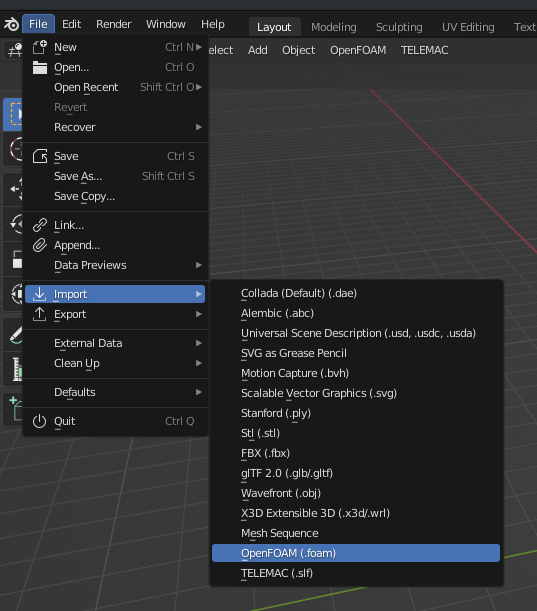 File Edit Render Window Help Layout Modeling Sculpting UV Editing Text
elect Add Object OpenFOAM TELEMAC
New Ctrl N
Open... Ctrl O
Open Recent Shift Ctrl O
Revert
Recover
Save Ctrl S
Save As... Shift Ctrl S
Save Copy...
Link...
Append...
Data Previews
Import
Export
External Data
Clean Up
Defaults
Quit Ctrl Q
Collada (Default) (.dae)
Alembic (.abc)
Universal Scene Description (.usd, .usdc, .usda)
SVG as Grease Pencil
Motion Capture (.bvh)
Scalable Vector Graphics (.svg)
Stanford (.ply)
Stl (.stl)
FBX (.fbx)
glTF 2.0 (.glb/.gltf)
Wavefront (.obj)
X3D Extensible 3D (.x3d/.wrl)
Mesh Sequence
OpenFOAM (.foam)
TELEMAC (.slf)